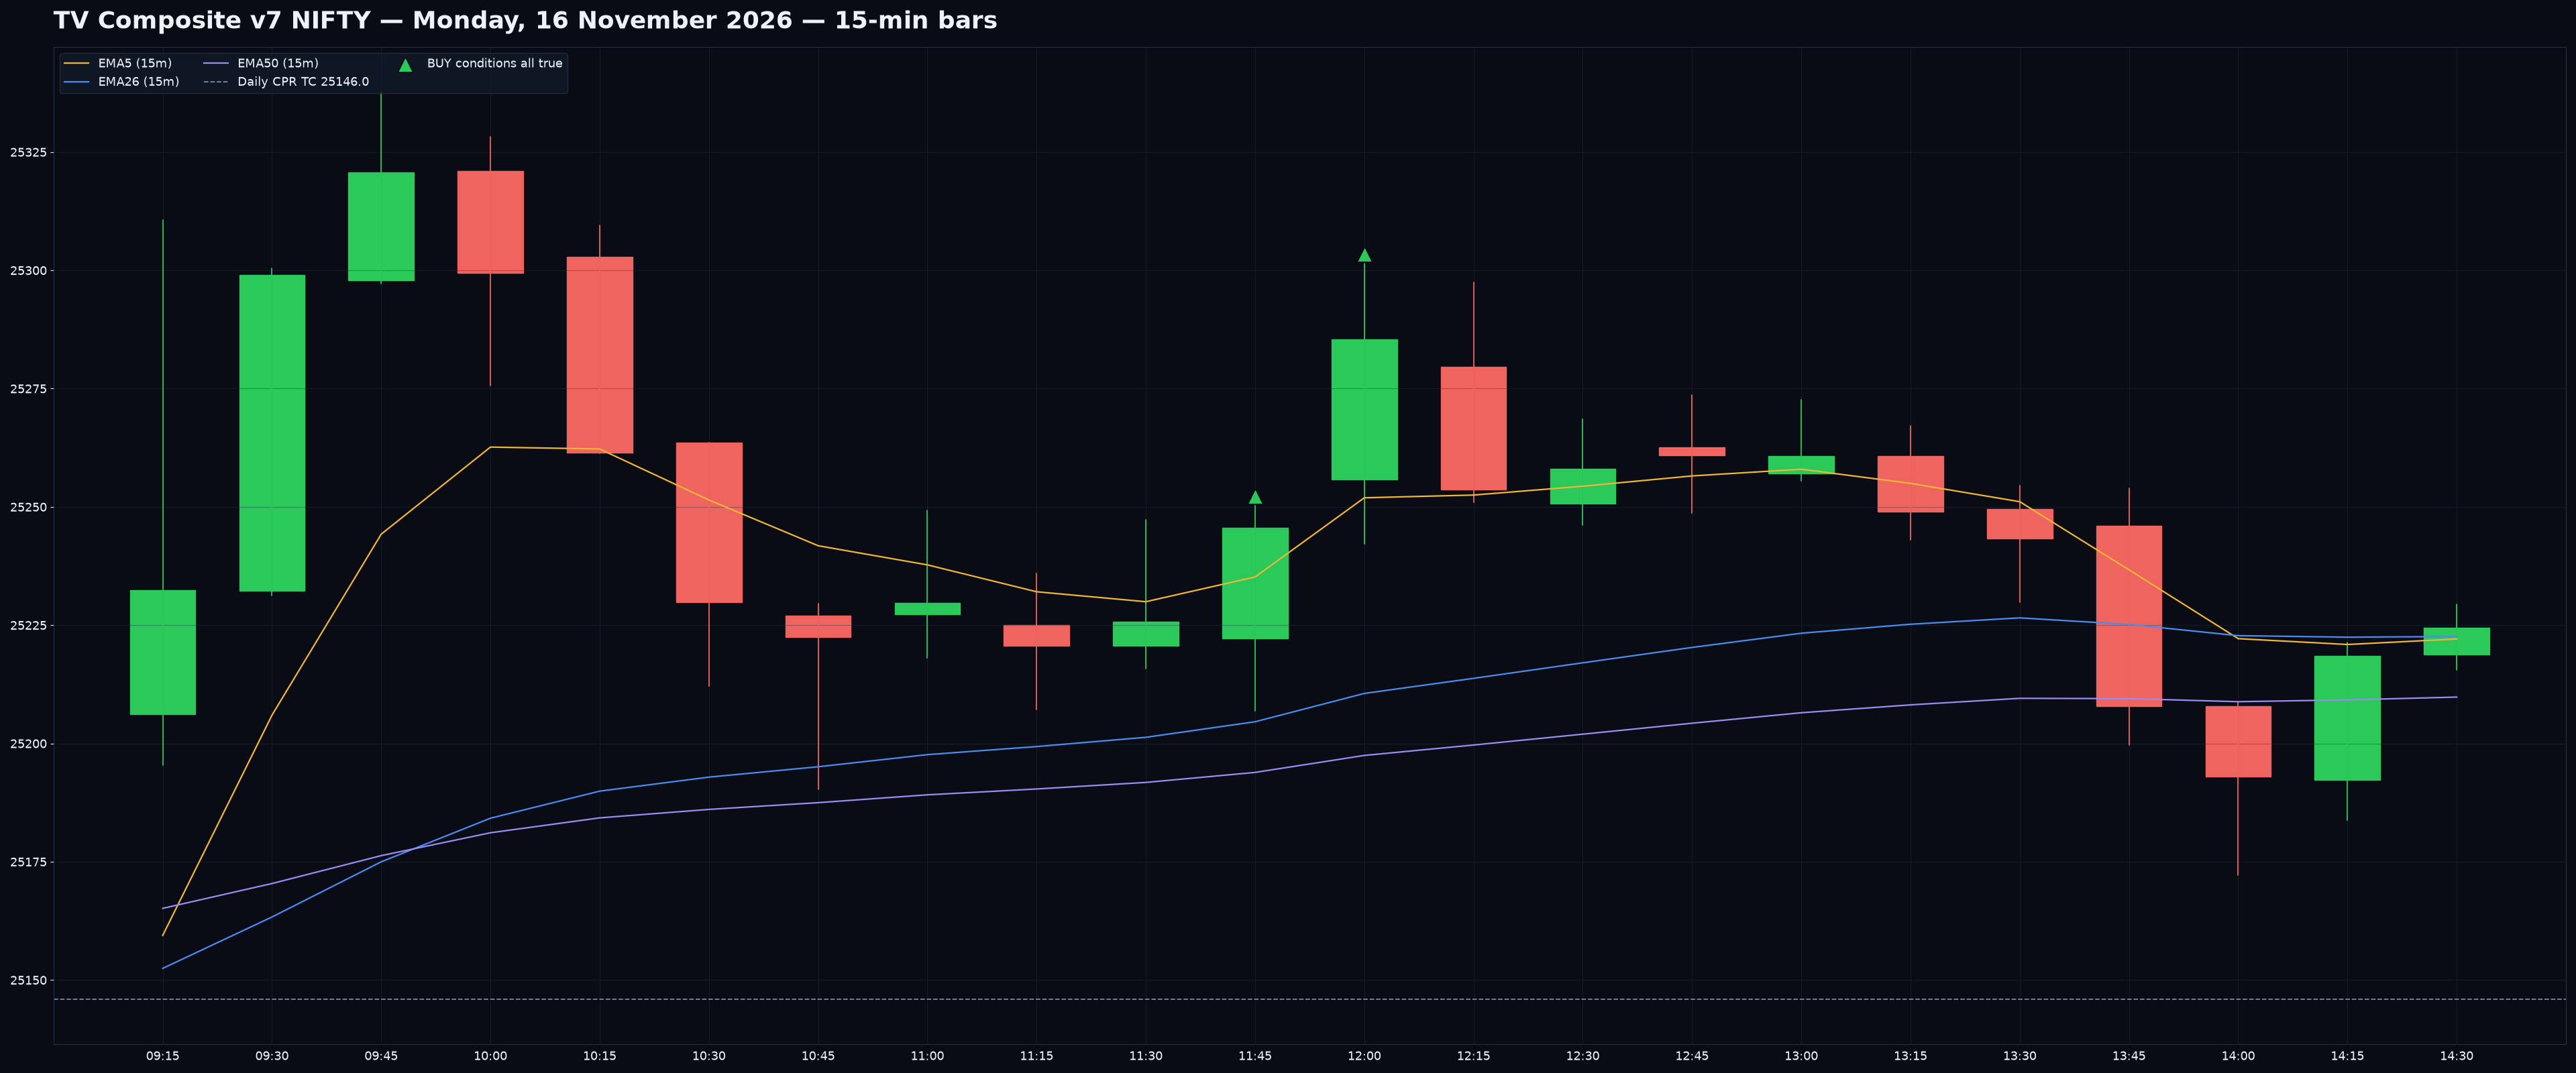 TV Composite v7 NIFTY — Monday, 16 November 2026 — 15-min bars
EMA5 (15m)
EMA26 (15m)
EMA50 (15m)
Daily CPR TC 25146.0
BUY conditions all true
25325
25300
25275
25250
25225
25200
25175
25150
09:15 09:30 09:45 10:00 10:15 10:30 10:45 11:00 11:15 11:30 11:45 12:00 12:15 12:30 12:45 13:00 13:15 13:30 13:45 14:00 14:15 14:30